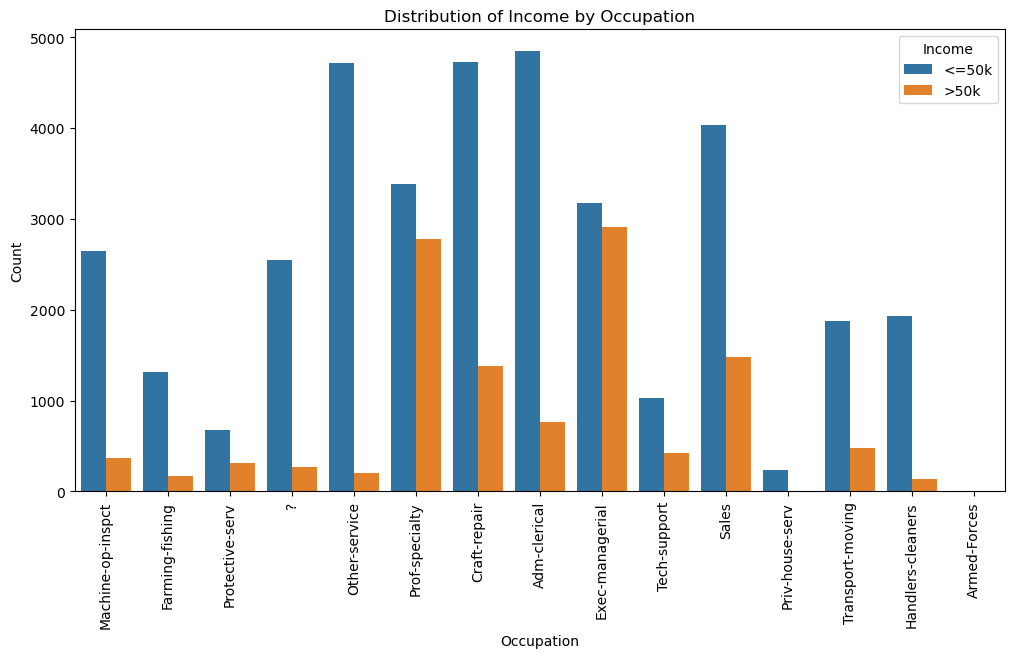 Distribution of Income by Occupation
Income
<=50k
>50k
5000
4000
3000
2000
1000
0
Count
Machine-op-inspct
Farming-fishing
Protective-serv
?
Other-service
Prof-specialty
Craft-repair
Adm-clerical
Exec-managerial
Tech-support
Sales
Priv-house-serv
Transport-moving
Handlers-cleaners
Armed-Forces
Occupation